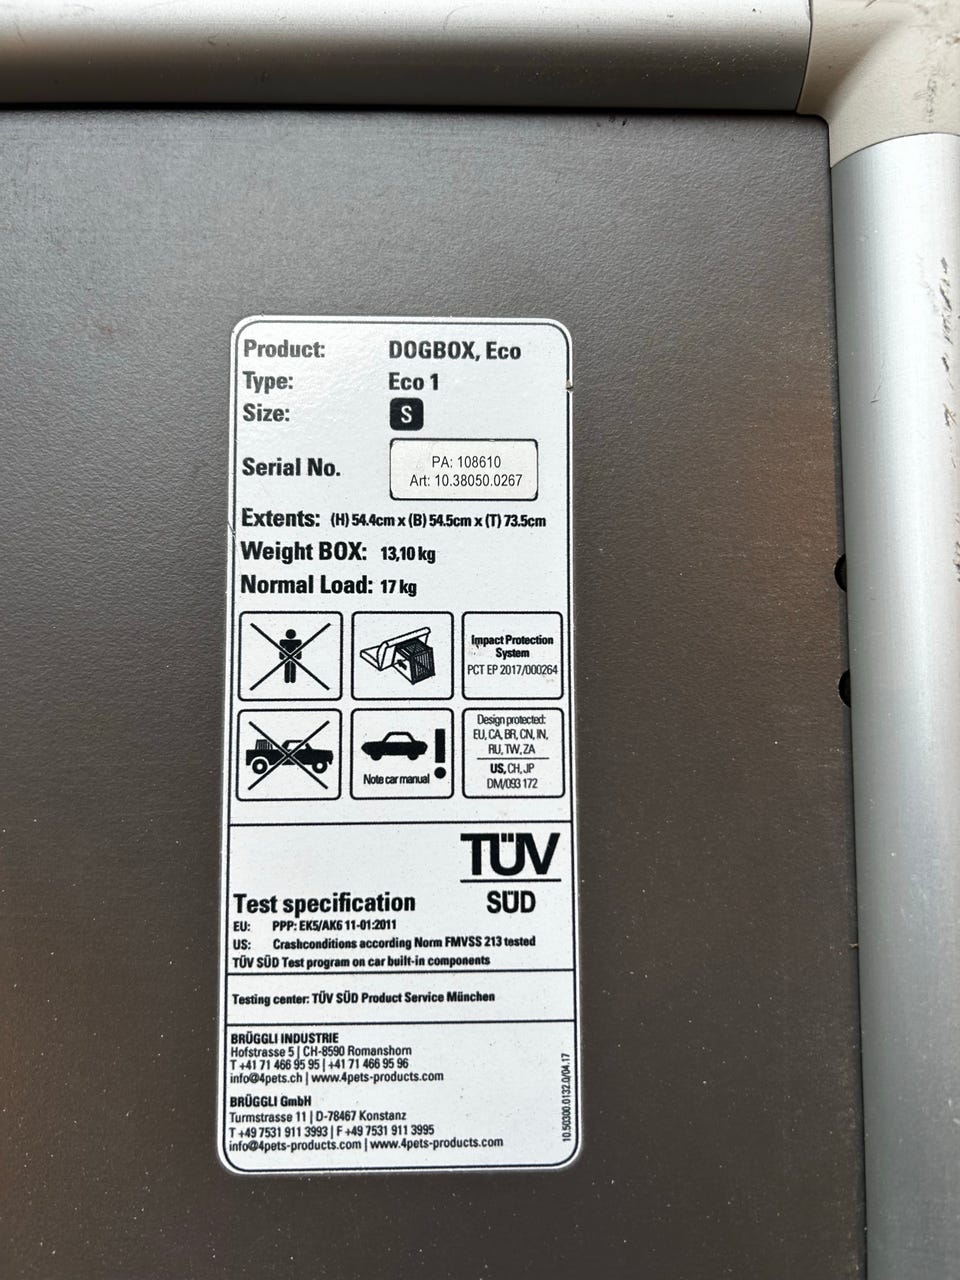 Product: DOGBOX, Eco
Type: Eco 1
Size: S
Serial No.
PA: 108610
Art: 10.38050.0267
Extents: (H) 54.4cm x (B) 54.5cm x (T) 73.5cm
Weight BOX: 13,10 kg
Normal Load: 17 kg
Impact Protection
System
PCT EP 2017/000264
Note car manual
!
Design protected:
EU, CA, BR, CN, IN,
RU, TW, ZA
US, CH, JP
DM/093 172
TÜV
SÜD
Test specification
EU: PPP: EK5/AK6 11-01:2011
US: Crashconditions according Norm FMVSS 213 tested
TÜV SÜD Test program on car built-in components
Testing center: TÜV SÜD Product Service München
BRÜGGLI INDUSTRIE
Hofstrasse 5 | CH-8590 Romanshorn
T +41 71 466 95 95 | +41 71 466 95 96
info@4pets.ch | www.4pets-products.com
BRÜGGLI GmbH
Turmstrasse 11 | D-78467 Konstanz
T +49 7531 911 3993 | F +49 7531 911 3995
info@4pets-products.com | www.4pets-products.com
10.50300.0132.0/04.17